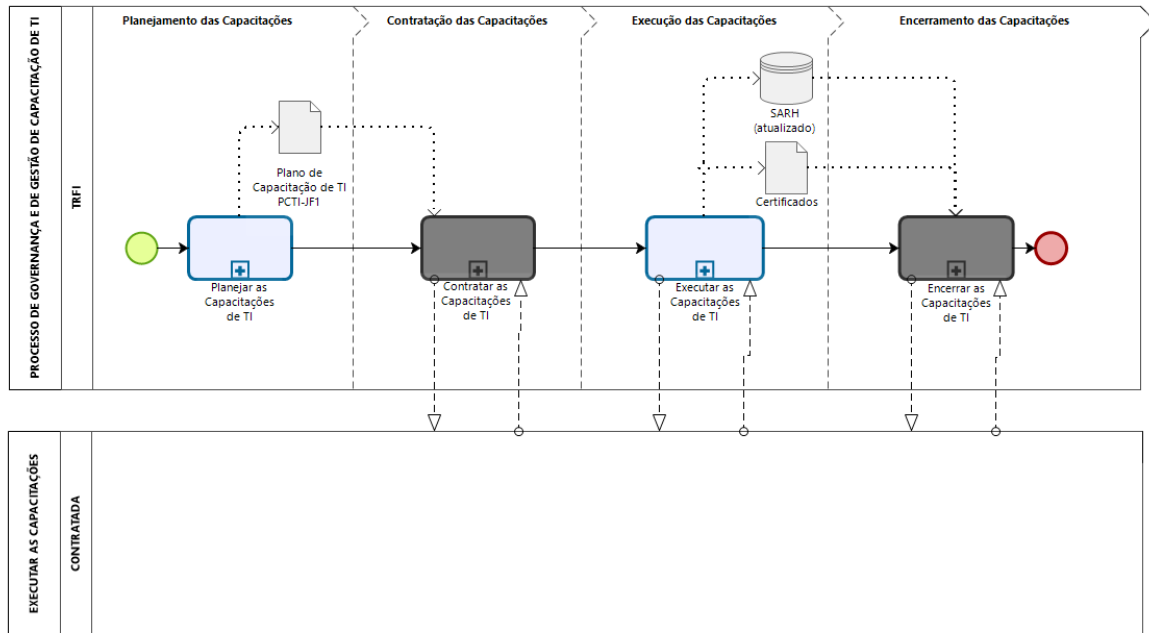 Planejamento das Capacitações
Contratação das Capacitações
Execução das Capacitações
Encerramento das Capacitações
PROCESSO DE GOVERNANÇA E DE GESTÃO DE CAPACITAÇÃO DE TI
TRFI
Plano de
Capacitação de TI
PCTI-JF1
SARH
(atualizado)
Certificados
Planejar as
Capacitações
de TI
Contratar as
Capacitações
de TI
Executar as
Capacitações
de TI
Encerrar as
Capacitações
de TI
EXECUTAR AS CAPACITAÇÕES
CONTRATADA